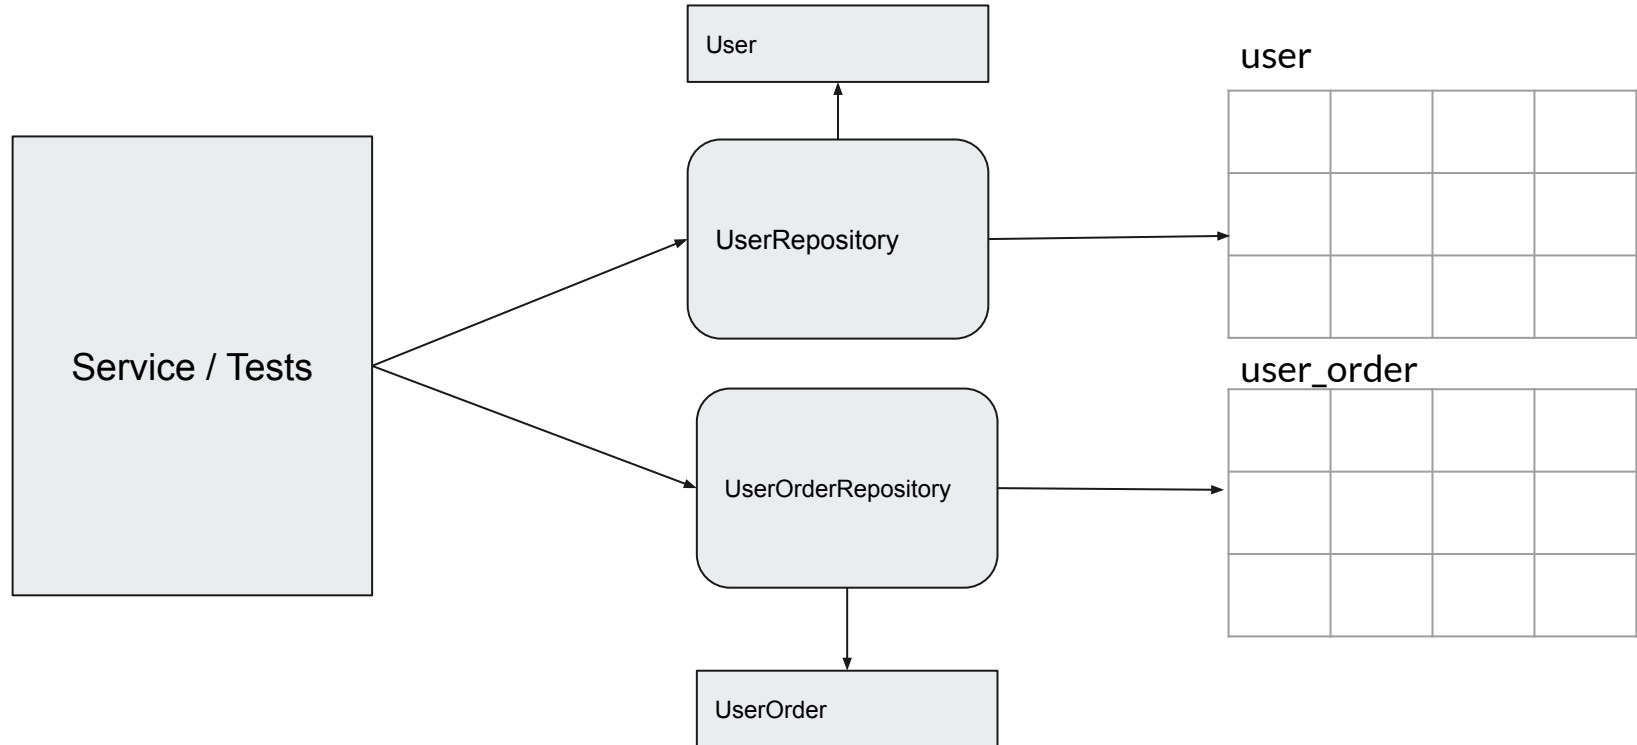 User
user
Service / Tests
UserRepository
user_order
UserOrderRepository
UserOrder